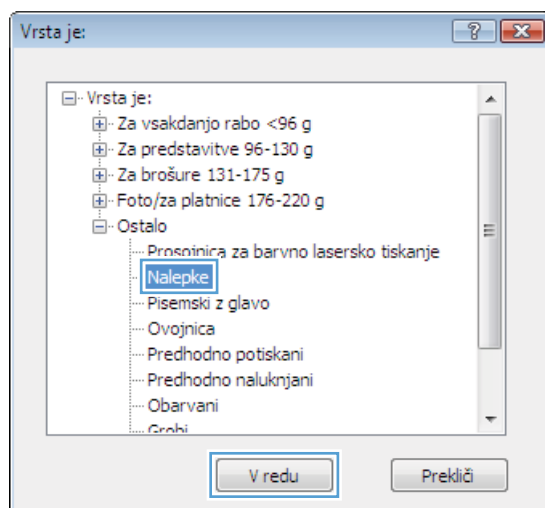 Vrsta je:
Vrsta je:
Za vsakdanjo rabo <96 g
Za predstavitve 96-130 g
Za brošure 131-175 g
Foto/za platnice 176-220 g
Ostalo
Prosojnica za barvno lasersko tiskanje
Nalepke
Pisemski z glavo
Ovojnica
Predhodno potiskani
Predhodno naluknjani
Obarvani
Grobi
V redu
Prekliči